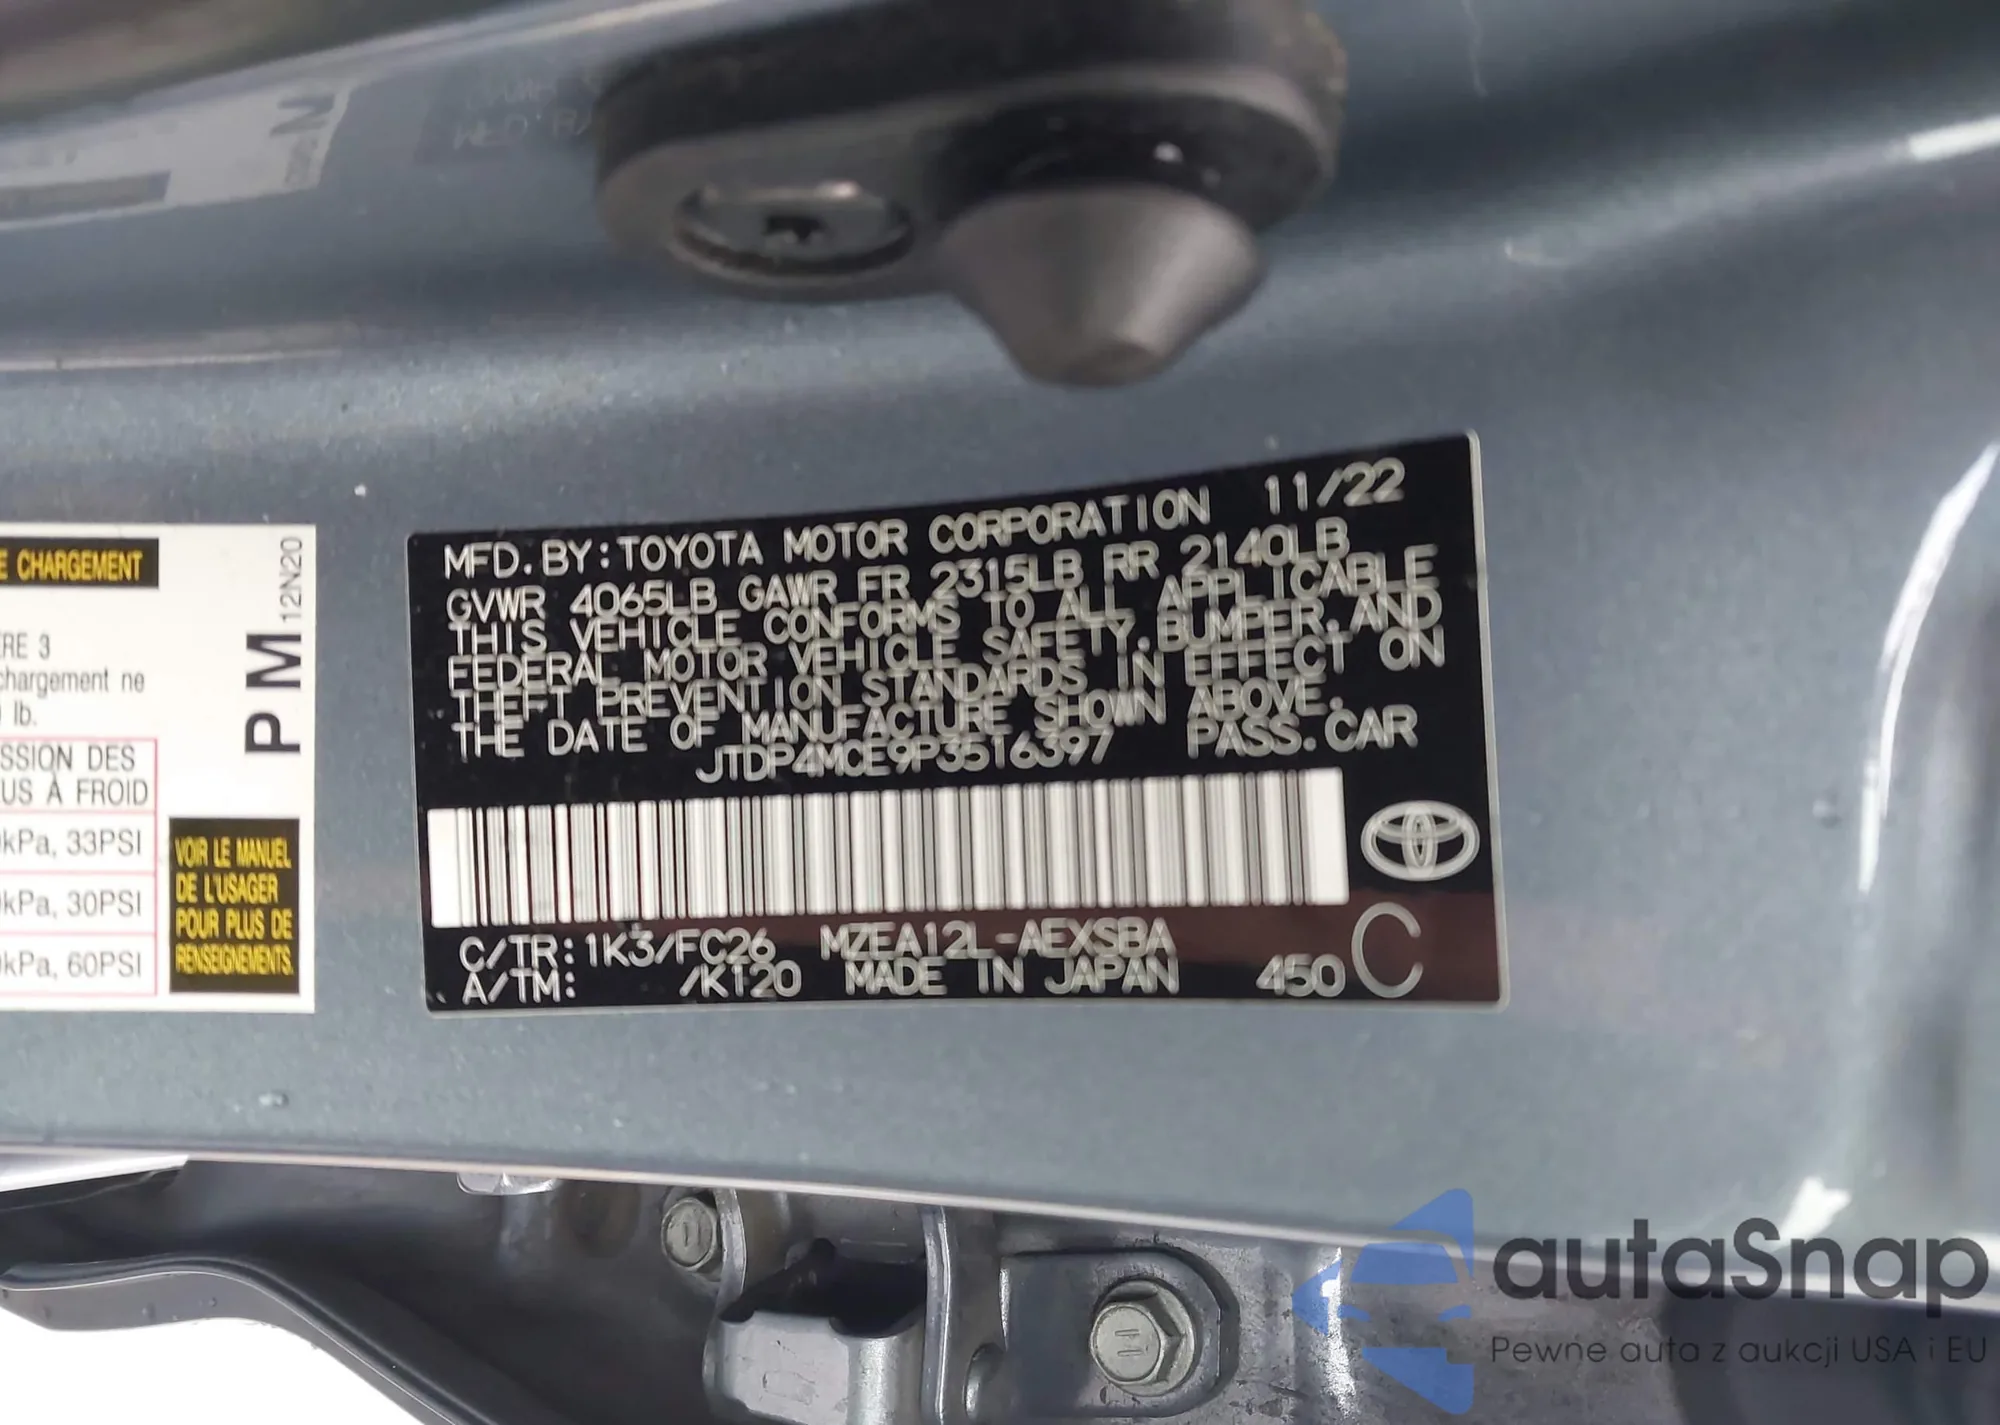 E CHARGEMENT
ÈRE 3
chargement ne
lb.
SSION DES
US À FROID
kPa, 33PSI
kPa, 30PSI
kPa, 60PSI
PM
12N20
VOIR LE MANUEL
DE L'USAGER
POUR PLUS DE
RENSEIGNEMENTS.
MFD. BY: TOYOTA MOTOR CORPORATION 11/22
GVWR 4065LB GAWR FR 2315LB RR 2140LB
THIS VEHICLE CONFORMS TO ALL APPLICABLE
FEDERAL MOTOR VEHICLE SAFETY, BUMPER, AND
THEFT PREVENTION STANDARDS IN EFFECT ON
THE DATE OF MANUFACTURE SHOWN ABOVE.
JTDP4MCE9P3516397 PASS. CAR
C/TR: 1K3/FC26 MZEA12L-AEXSBA
A/TM: /K120 MADE IN JAPAN 450 C
autaSnap
Pewne auta z aukcji USA i EU